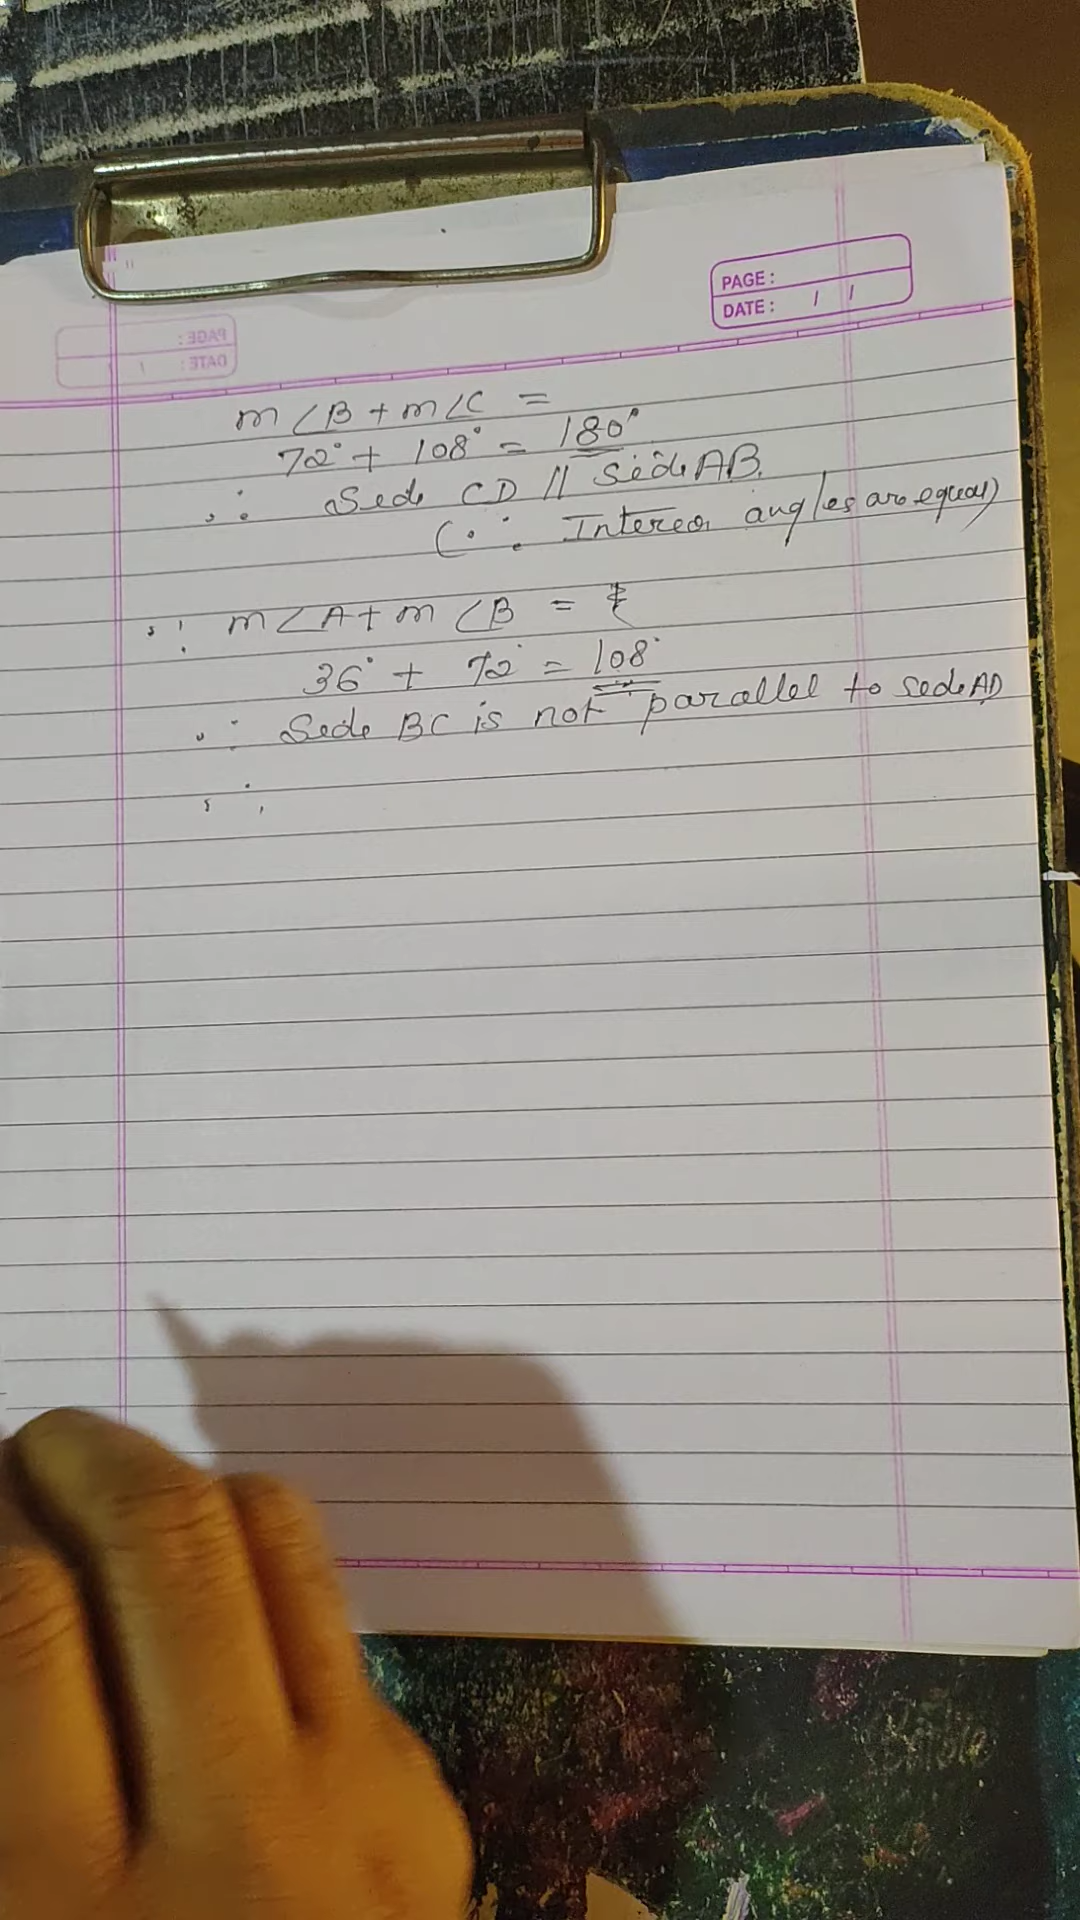 PAGE :
DATE : / /
m∠B + m∠C =
72° + 108° = 180°
∴ Side CD || side AB.
(∵ Interior angles are equal)
∵ m∠A + m∠B =
36° + 72° = 108°
∴ Side BC is not parallel to side AD
∴